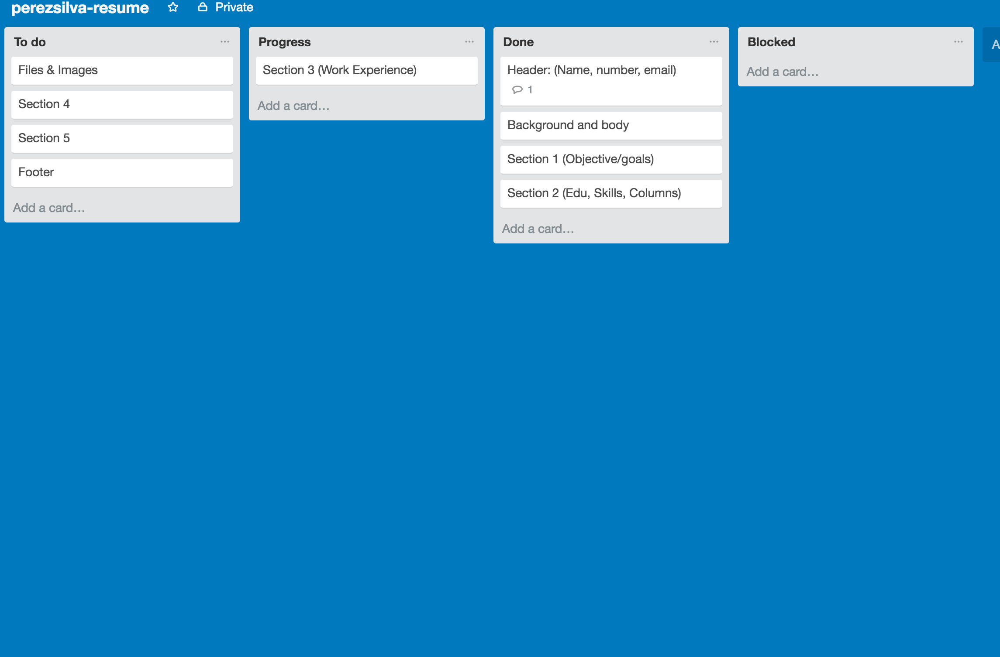 perezsilva-resume Private
To do
Files & Images
Section 4
Section 5
Footer
Add a card…
Progress
Section 3 (Work Experience)
Add a card…
Done
Header: (Name, number, email)
1
Background and body
Section 1 (Objective/goals)
Section 2 (Edu, Skills, Columns)
Add a card…
Blocked
Add a card…
A